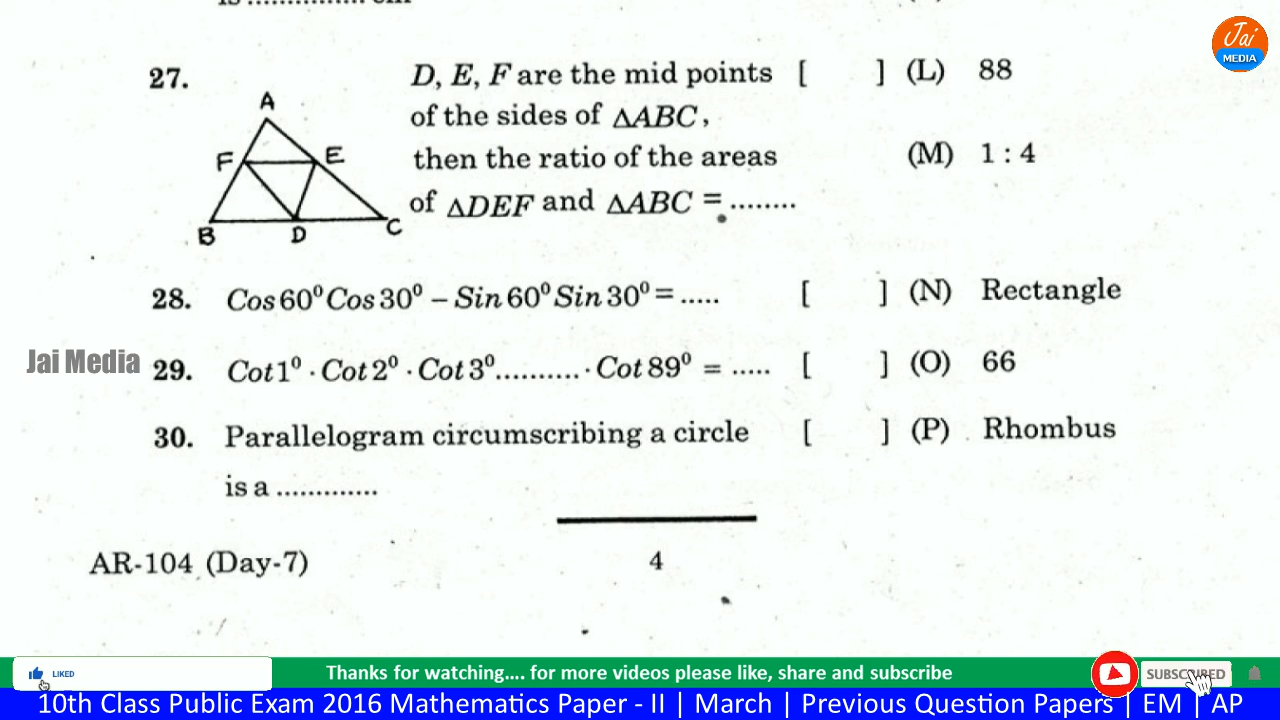 Jai
MEDIA
27. D, E, F are the mid points [ ] (L) 88
of the sides of ΔABC,
then the ratio of the areas (M) 1 : 4
of ΔDEF and ΔABC = ........
A
F E
B D C
28. Cos60⁰Cos30⁰ – Sin60⁰Sin30⁰ = ..... [ ] (N) Rectangle
Jai Media
29. Cot1⁰ · Cot2⁰ · Cot3⁰.......... · Cot89⁰ = ..... [ ] (O) 66
30. Parallelogram circumscribing a circle [ ] (P) Rhombus
is a .............
AR-104 (Day-7) 4
LIKED
Thanks for watching.... for more videos please like, share and subscribe
SUBSCRIBED
10th Class Public Exam 2016 Mathematics Paper - II | March | Previous Question Papers | EM | AP